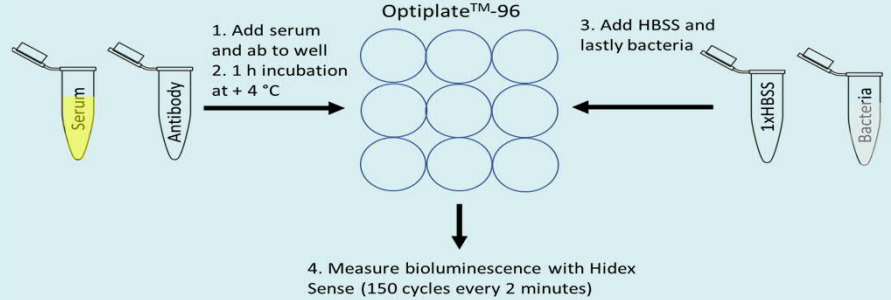 Optiplate™-96
1. Add serum
and ab to well
2. 1 h incubation
at + 4 °C
3. Add HBSS and
lastly bacteria
Serum
Antibody
1xHBSS
Bacteria
4. Measure bioluminescence with Hidex
Sense (150 cycles every 2 minutes)